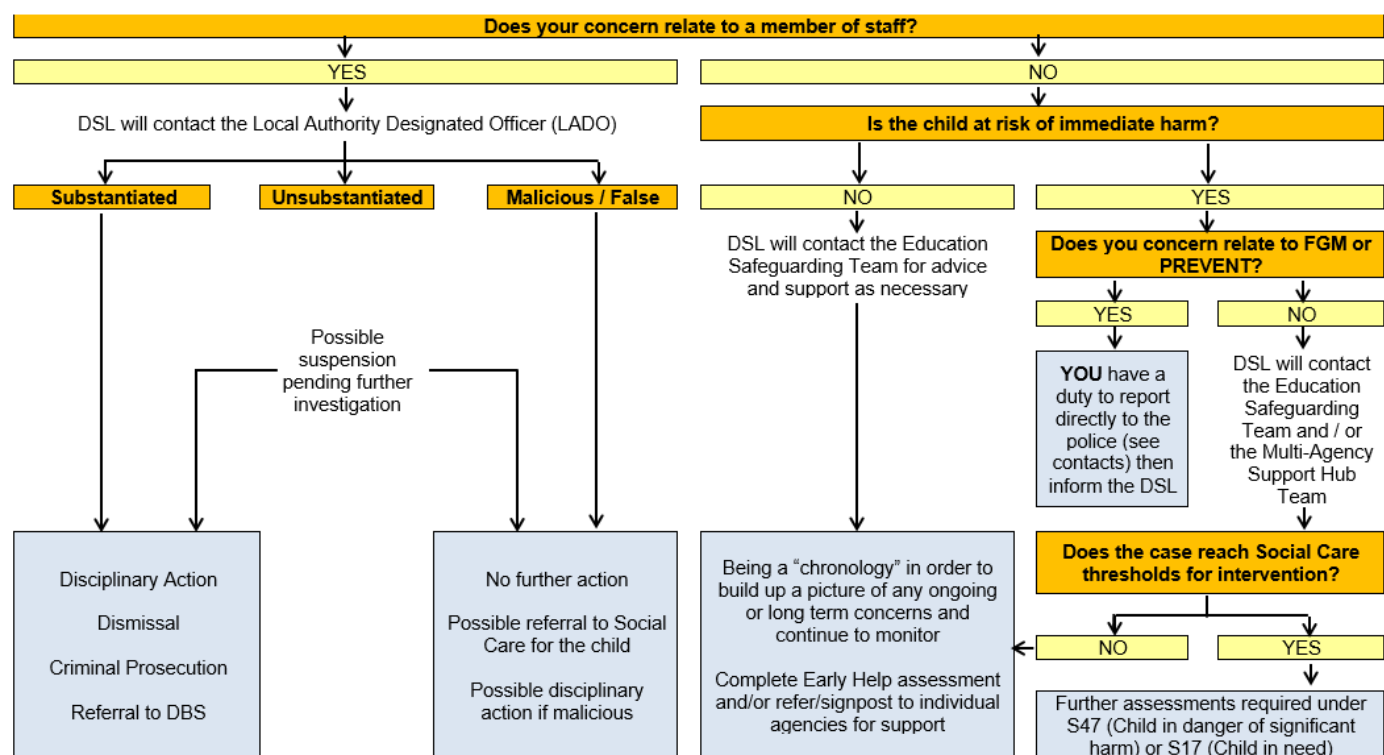 Does your concern relate to a member of staff?
YES
NO
DSL will contact the Local Authority Designated Officer (LADO)
Is the child at risk of immediate harm?
Substantiated
Unsubstantiated
Malicious / False
NO
YES
DSL will contact the Education
Safeguarding Team for advice
and support as necessary
Does you concern relate to FGM or
PREVENT?
YES
NO
Possible
suspension
pending further
investigation
YOU have a
duty to report
directly to the
police (see
contacts) then
inform the DSL
DSL will contact
the Education
Safeguarding
Team and / or
the Multi-Agency
Support Hub
Team
Disciplinary Action
Dismissal
Criminal Prosecution
Referral to DBS
No further action
Possible referral to Social
Care for the child
Possible disciplinary
action if malicious
Being a “chronology” in order to
build up a picture of any ongoing
or long term concerns and
continue to monitor
Complete Early Help assessment
and/or refer/signpost to individual
agencies for support
Does the case reach Social Care
thresholds for intervention?
NO
YES
Further assessments required under
S47 (Child in danger of significant
harm) or S17 (Child in need)